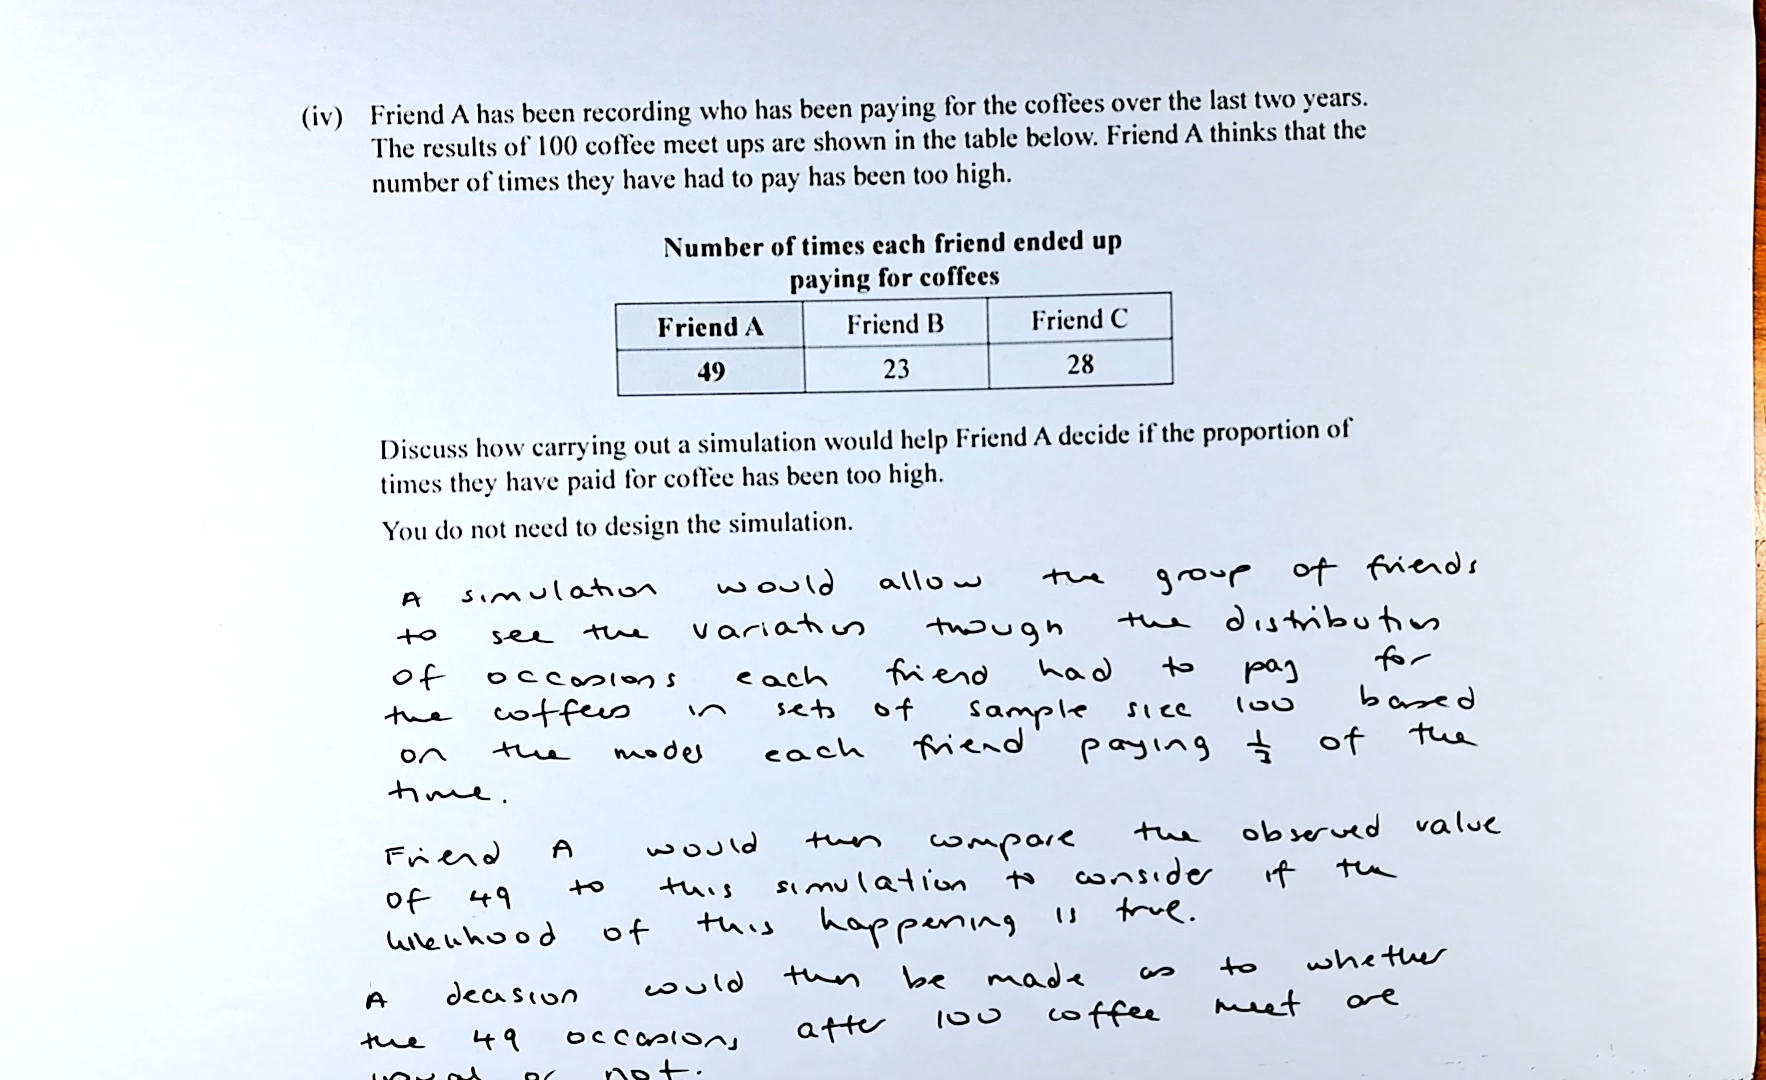 (iv) Friend A has been recording who has been paying for the coffees over the last two years.
The results of 100 coffee meet ups are shown in the table below. Friend A thinks that the
number of times they have had to pay has been too high.
Number of times each friend ended up
paying for coffees
Friend A Friend B Friend C
49 23 28
Discuss how carrying out a simulation would help Friend A decide if the proportion of
times they have paid for coffee has been too high.
You do not need to design the simulation.
A simulation would allow the group of friends
to see the variation though the distribution
of occasions each friend had to pay for
the coffees in sets of sample size 100 based
on the model each friend paying 1/3 of the
time.
Friend A would then compare the observed value
of 49 to this simulation to consider if the
likelihood of this happening is true.
A decision could then be made as to whether
the 49 occasions after 100 coffee meet are
or not.